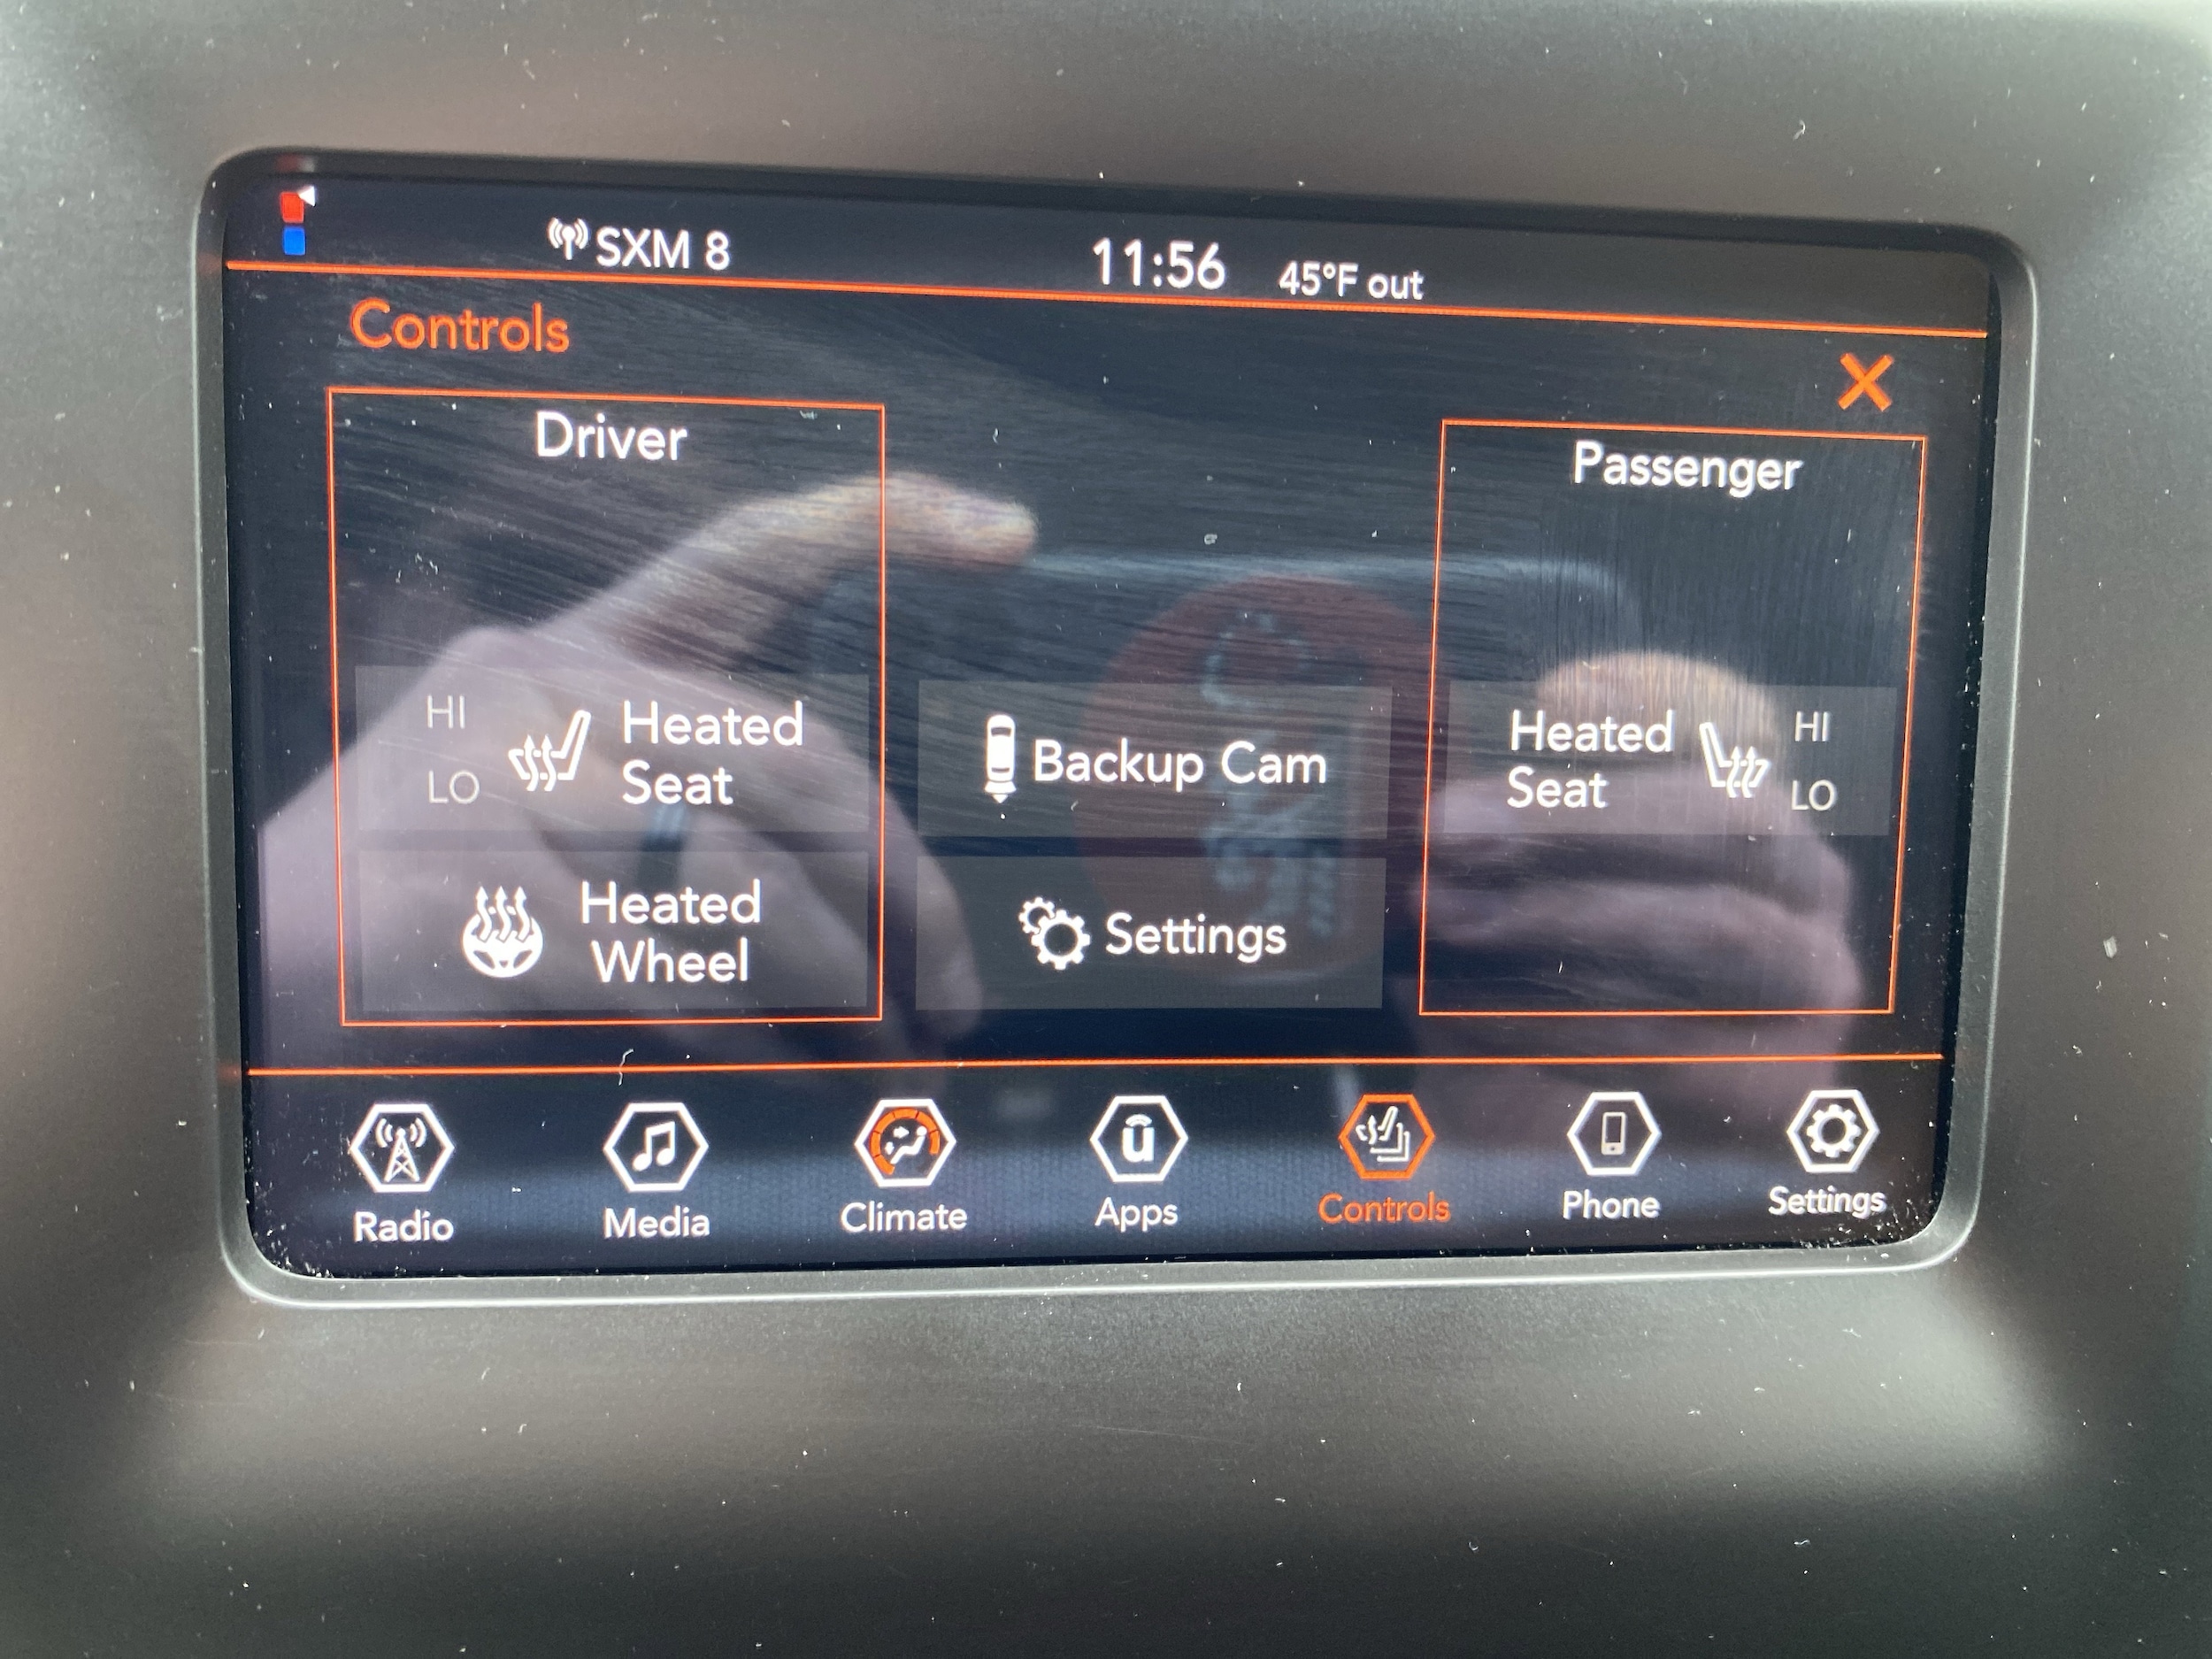 SXM 8 11:56 45°F out
Controls
X
Driver
Passenger
HI
LO
Heated
Seat
Backup Cam
Heated
Seat
HI
LO
Heated
Wheel
Settings
Radio Media Climate Apps Controls Phone Settings